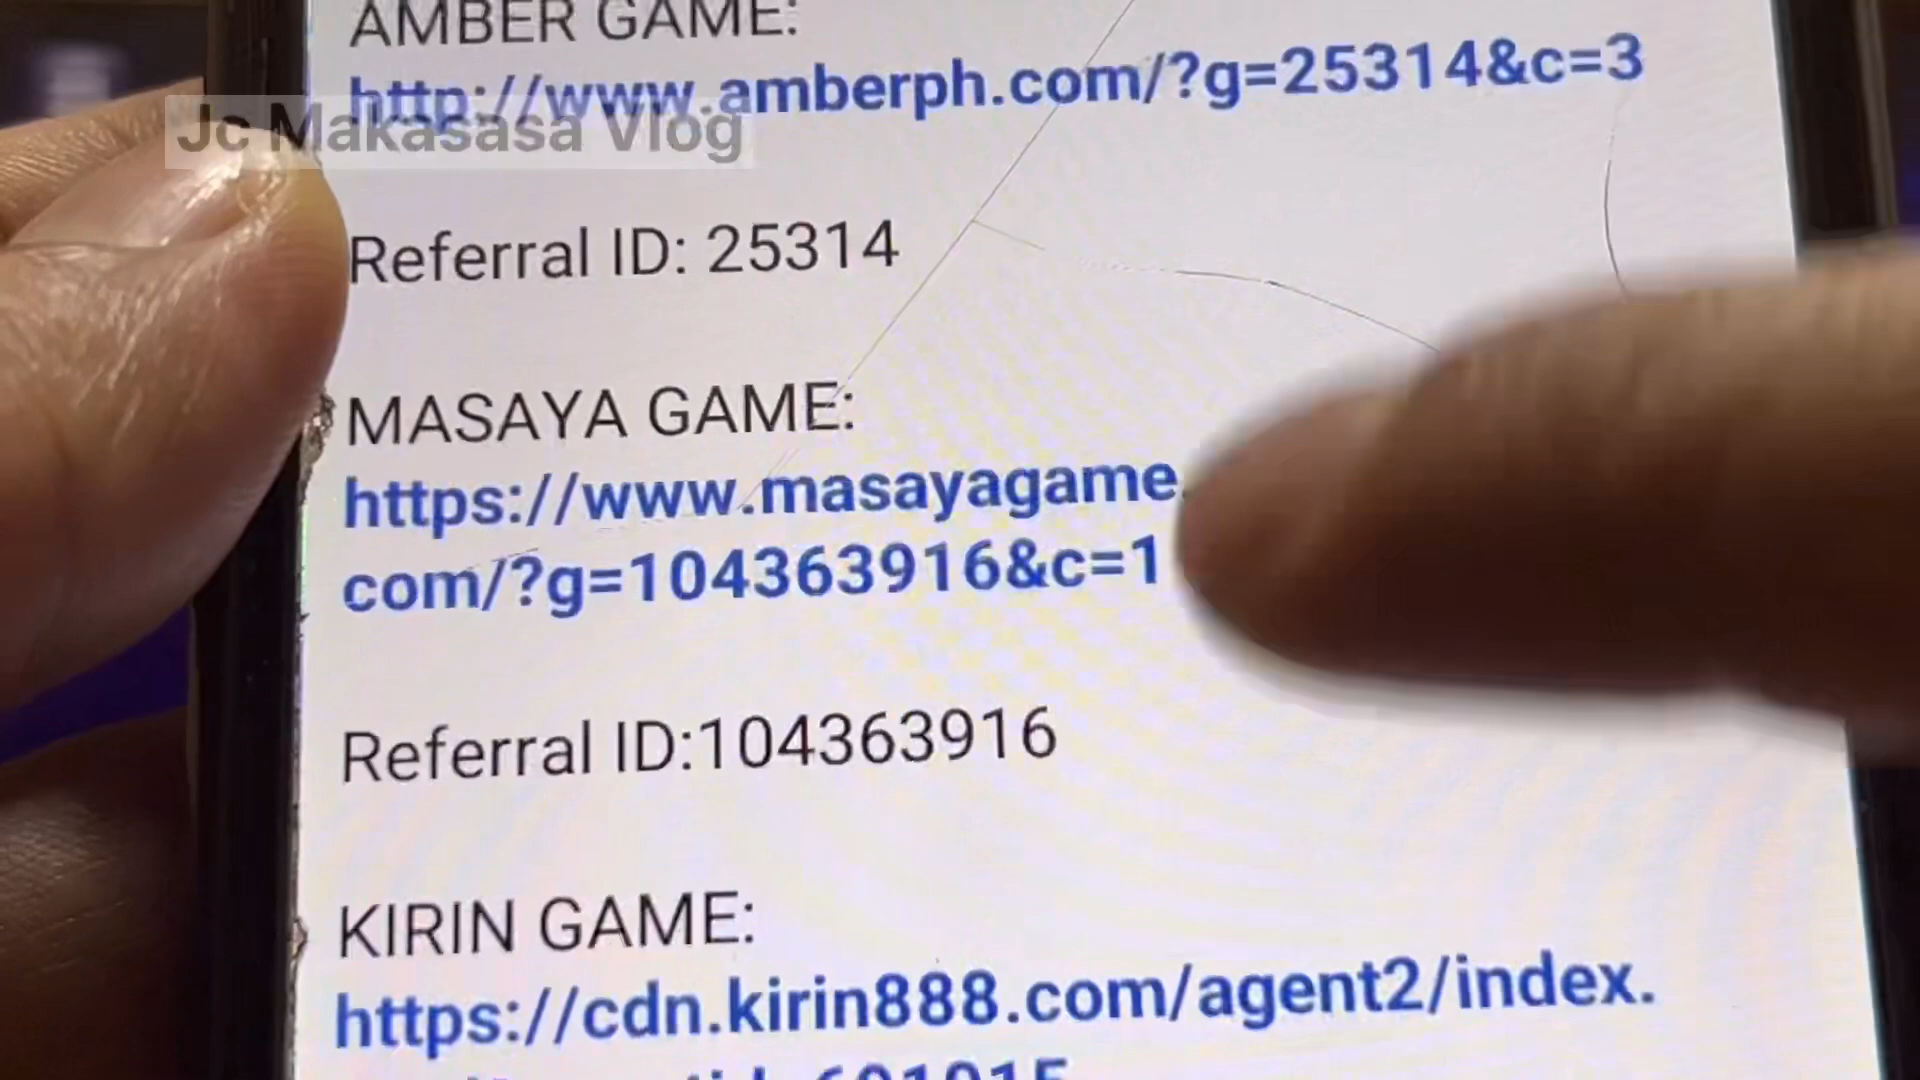 AMBER GAME:
http://www.amberph.com/?g=25314&c=3
Jc Makasasa Vlog
Referral ID: 25314
MASAYA GAME:
https://www.masayagame.
com/?g=104363916&c=1
Referral ID:104363916
KIRIN GAME:
https://cdn.kirin888.com/agent2/index.